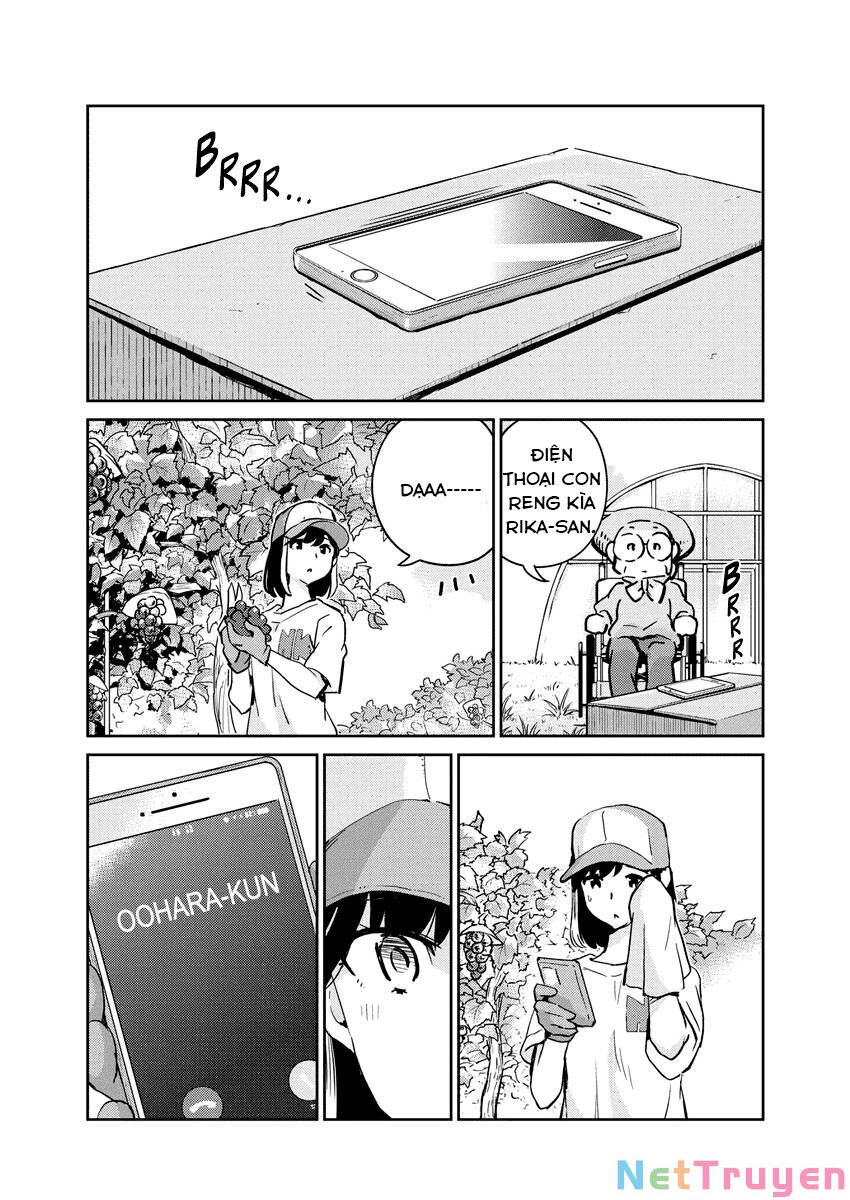 BRRR...
ĐIỆN
THOẠI CON
RENG KÌA
RIKA-SAN.
BRRR
DẠAA-----
OOHARA-KUN
NetTruyen